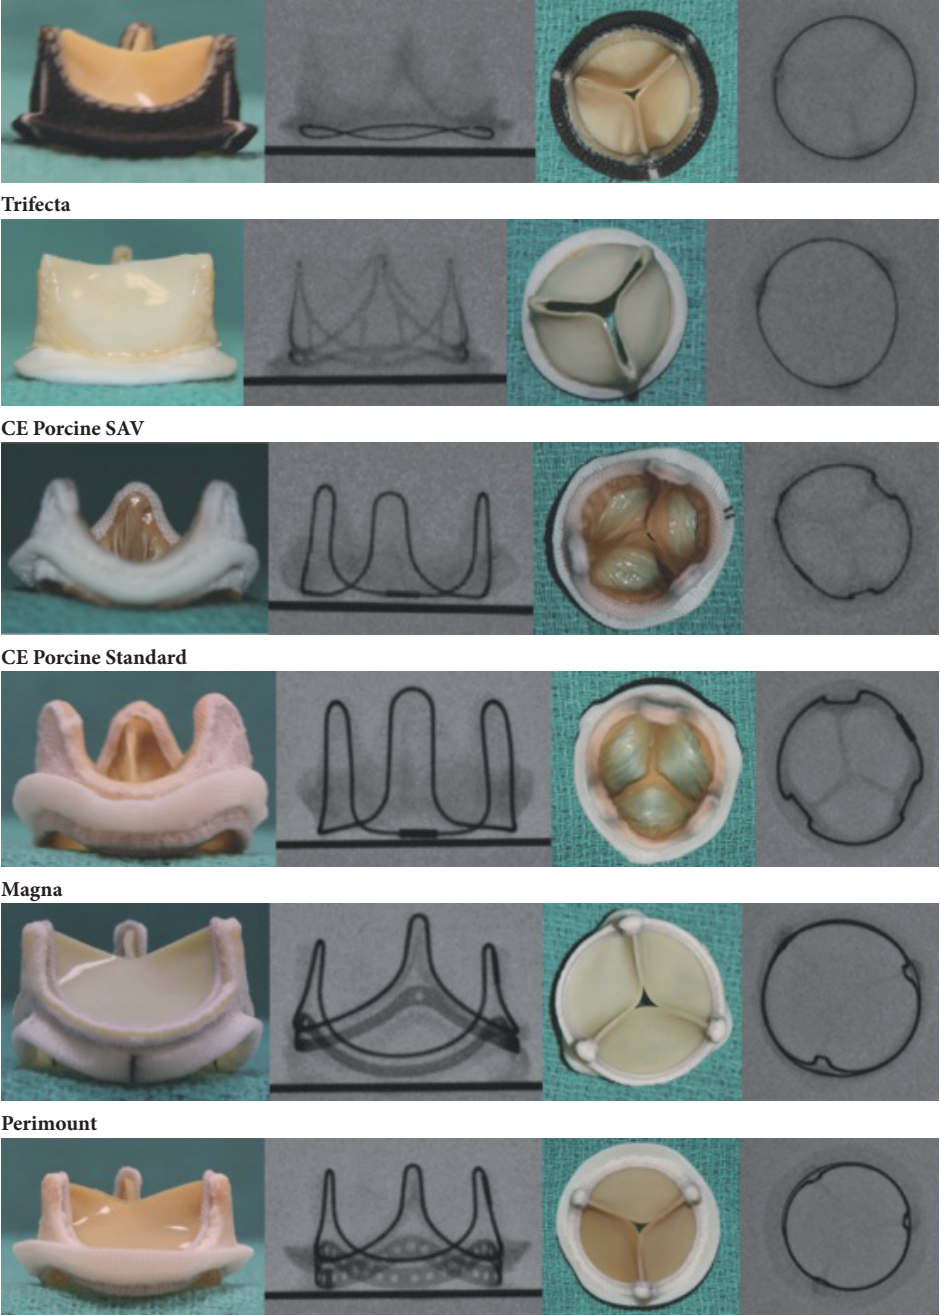 Trifecta
CE Porcine SAV
CE Porcine Standard
Magna
Perimount